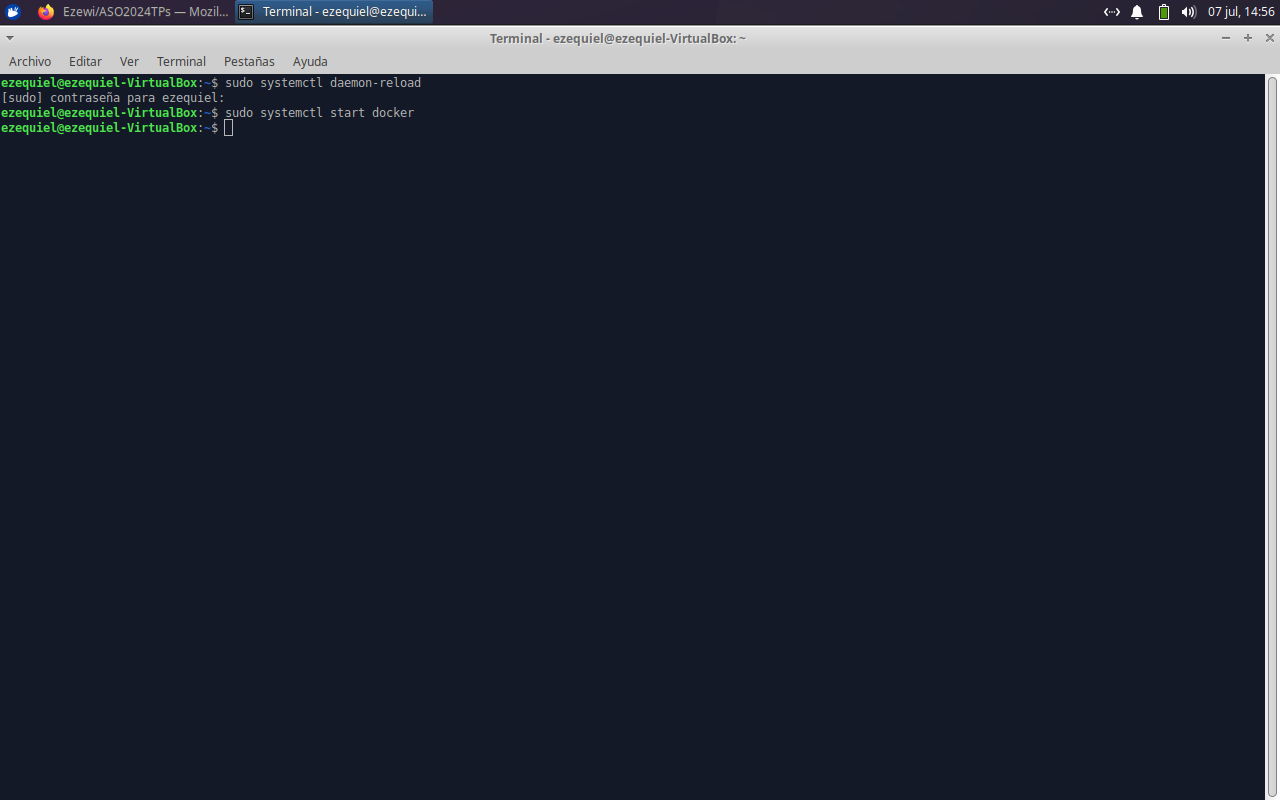 Ezewi/ASO2024TPs — Mozil... Terminal - ezequiel@ezequi... 07 jul, 14:56
Terminal - ezequiel@ezequiel-VirtualBox: ~
Archivo Editar Ver Terminal Pestañas Ayuda
ezequiel@ezequiel-VirtualBox:~$ sudo systemctl daemon-reload
[sudo] contraseña para ezequiel:
ezequiel@ezequiel-VirtualBox:~$ sudo systemctl start docker
ezequiel@ezequiel-VirtualBox:~$